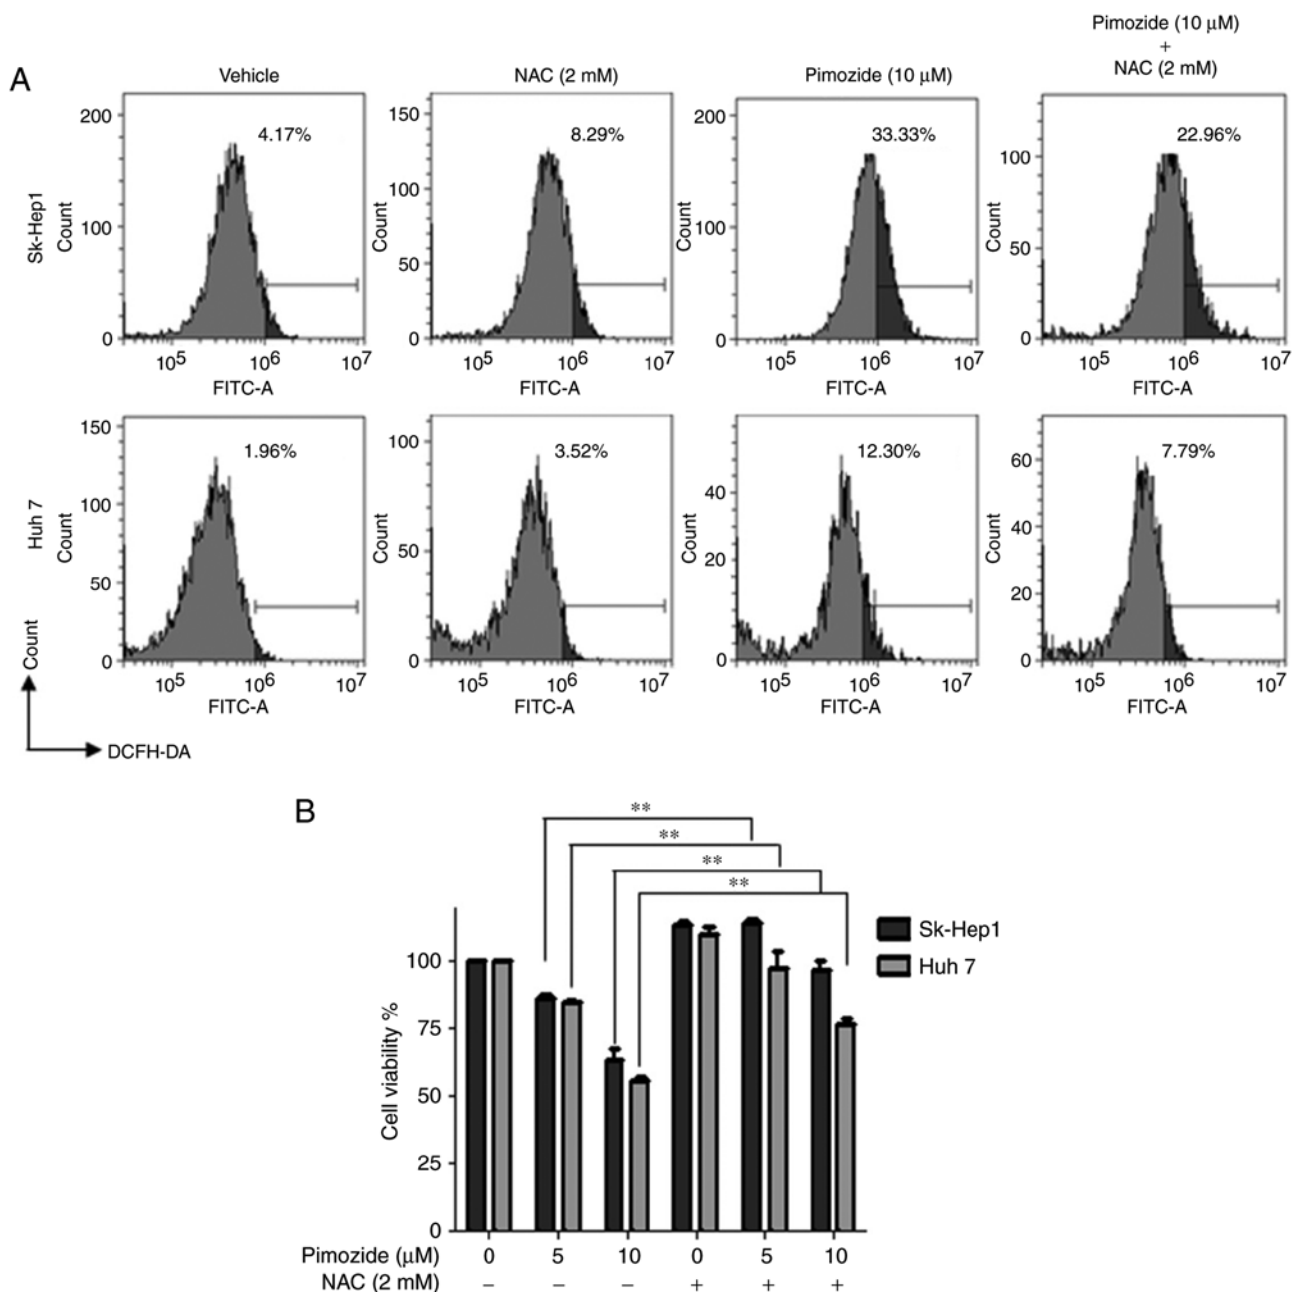 Pimozide (10 μM)
+
NAC (2 mM)
A
Vehicle
NAC (2 mM)
Pimozide (10 μM)
Sk-Hep1
Count
200
100
0
4.17%
10⁵ 10⁶ 10⁷
FITC-A
Count
150
100
50
0
8.29%
10⁵ 10⁶ 10⁷
FITC-A
Count
200
100
0
33.33%
10⁵ 10⁶ 10⁷
FITC-A
Count
100
50
0
22.96%
10⁵ 10⁶ 10⁷
FITC-A
Huh 7
Count
150
100
50
0
1.96%
10⁵ 10⁶ 10⁷
FITC-A
Count
100
50
0
3.52%
10⁵ 10⁶ 10⁷
FITC-A
Count
40
20
0
12.30%
10⁵ 10⁶ 10⁷
FITC-A
Count
60
40
20
0
7.79%
10⁵ 10⁶ 10⁷
FITC-A
Count
DCFH-DA
B
**
**
**
**
Sk-Hep1
Huh 7
Cell viability %
100
75
50
25
0
Pimozide (μM) 0 5 10 0 5 10
NAC (2 mM) − − − + + +